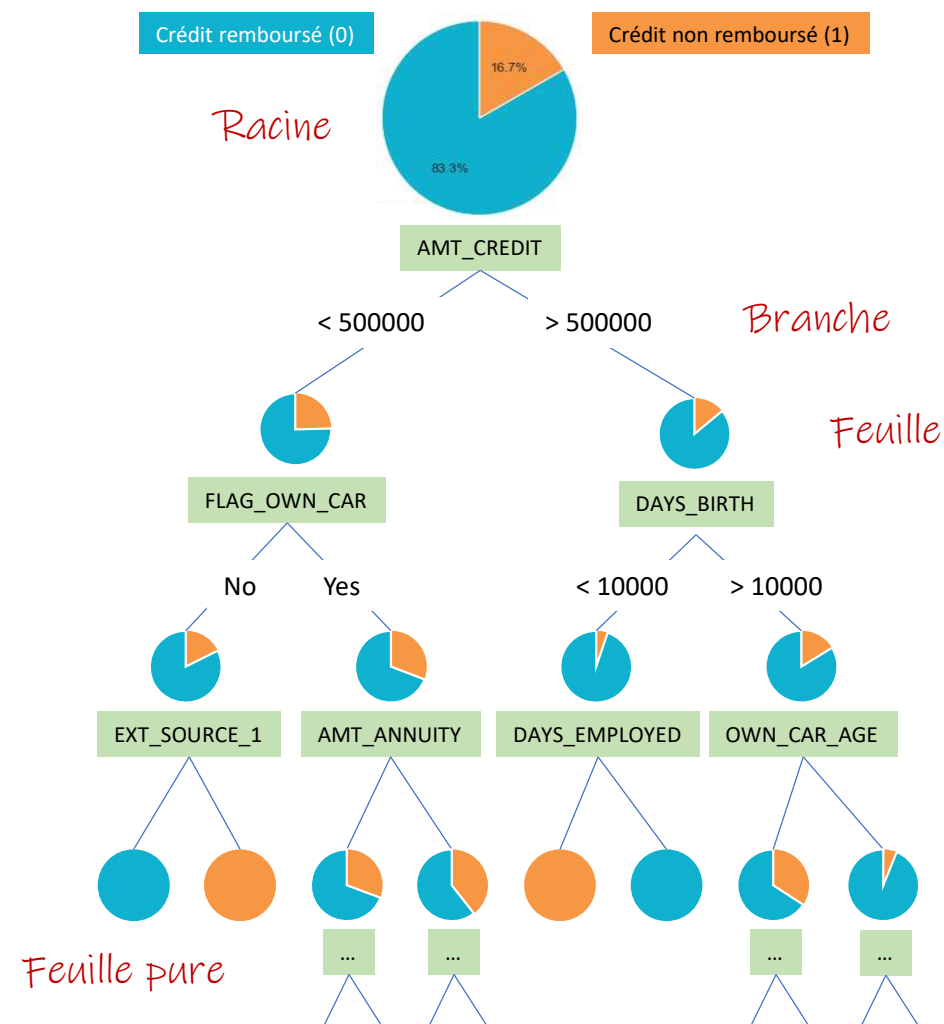 Crédit remboursé (0)
Crédit non remboursé (1)
16.7%
Racine
83.3%
AMT_CREDIT
< 500000
> 500000
Branche
Feuille
FLAG_OWN_CAR
DAYS_BIRTH
No
Yes
< 10000
> 10000
EXT_SOURCE_1
AMT_ANNUITY
DAYS_EMPLOYED
OWN_CAR_AGE
Feuille pure
...
...
...
...